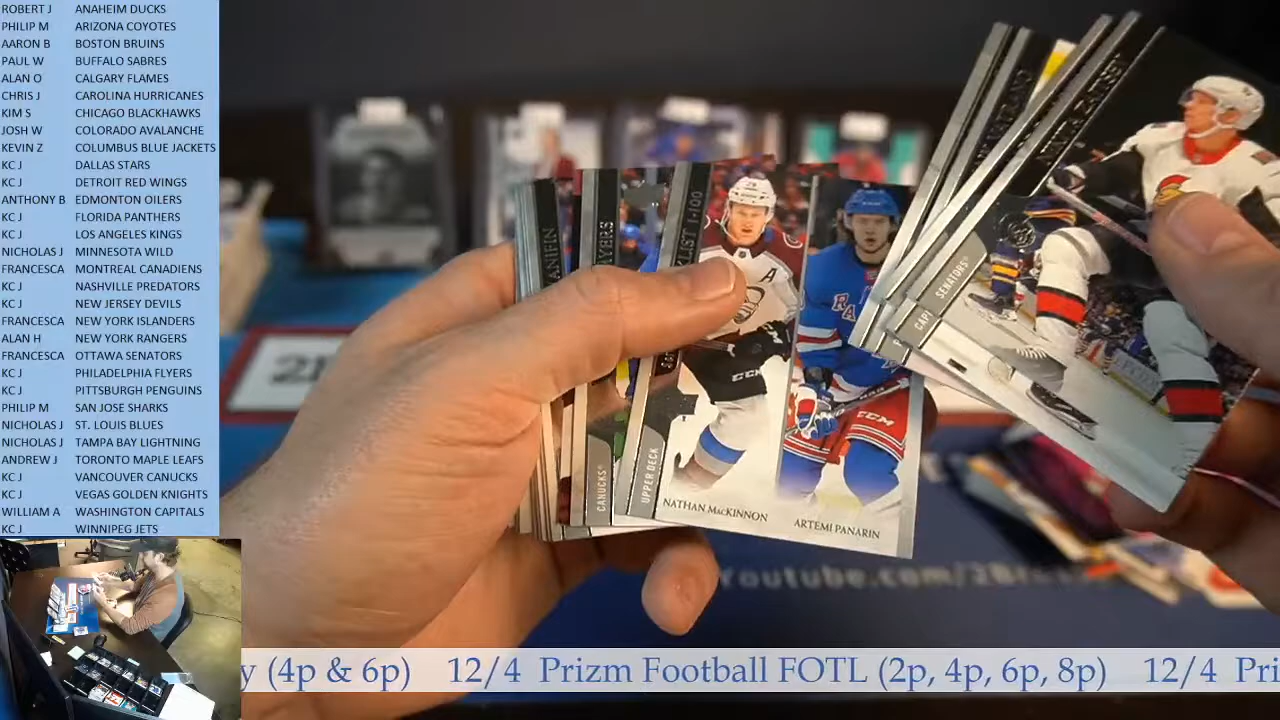 ROBERT J ANAHEIM DUCKS
PHILIP M ARIZONA COYOTES
AARON B BOSTON BRUINS
PAUL W BUFFALO SABRES
ALAN O CALGARY FLAMES
CHRIS J CAROLINA HURRICANES
KIM S CHICAGO BLACKHAWKS
JOSH W COLORADO AVALANCHE
KEVIN Z COLUMBUS BLUE JACKETS
KC J DALLAS STARS
KC J DETROIT RED WINGS
ANTHONY B EDMONTON OILERS
KC J FLORIDA PANTHERS
KC J LOS ANGELES KINGS
NICHOLAS J MINNESOTA WILD
FRANCESCA MONTREAL CANADIENS
KC J NASHVILLE PREDATORS
KC J NEW JERSEY DEVILS
FRANCESCA NEW YORK ISLANDERS
ALAN H NEW YORK RANGERS
FRANCESCA OTTAWA SENATORS
KC J PHILADELPHIA FLYERS
KC J PITTSBURGH PENGUINS
PHILIP M SAN JOSE SHARKS
NICHOLAS J ST. LOUIS BLUES
NICHOLAS J TAMPA BAY LIGHTNING
ANDREW J TORONTO MAPLE LEAFS
KC J VANCOUVER CANUCKS
KC J VEGAS GOLDEN KNIGHTS
WILLIAM A WASHINGTON CAPITALS
KC J WINNIPEG JETS
SENATORS
CAPI
CANUCKS
UPPER DECK
NATHAN MacKINNON
ARTEMI PANARIN
CCM
CCM
Youtube.com/2B
y (4p & 6p) 12/4 Prizm Football FOTL (2p, 4p, 6p, 8p) 12/4 Pri